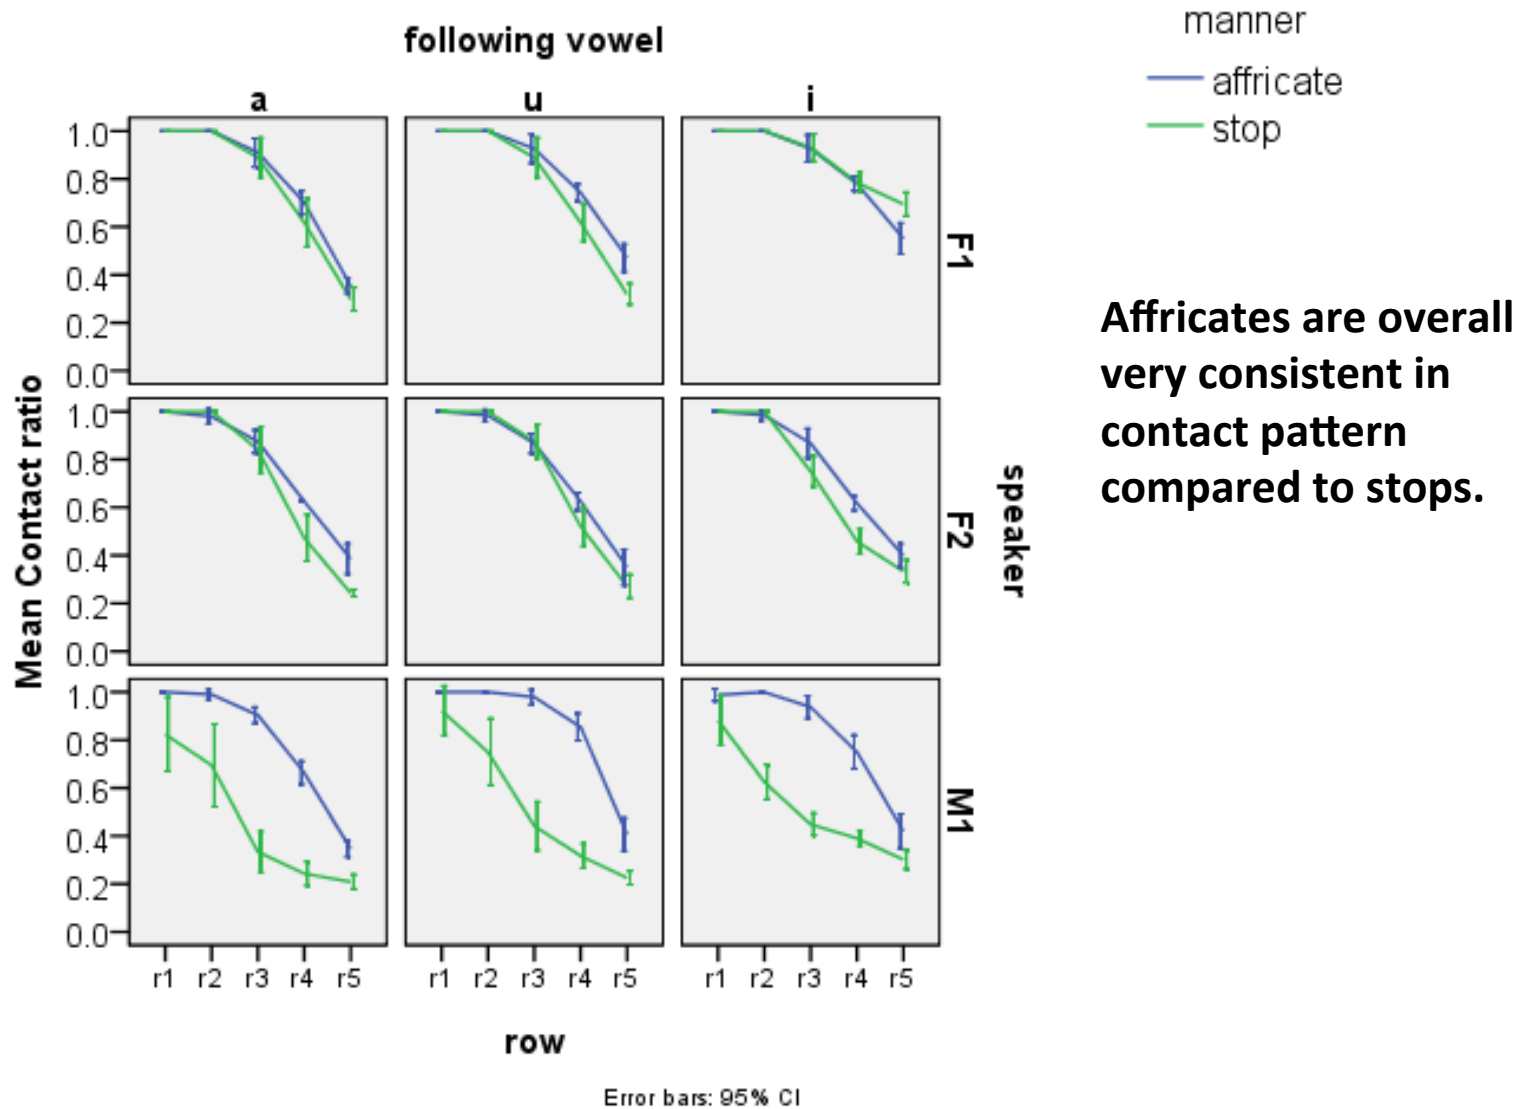 following vowel
a u i
1.0
0.8
0.6
0.4
0.2
0.0
F1
1.0
0.8
0.6
0.4
0.2
0.0
F2
1.0
0.8
0.6
0.4
0.2
0.0
M1
Mean Contact ratio
speaker
r1 r2 r3 r4 r5 r1 r2 r3 r4 r5 r1 r2 r3 r4 r5
row
Error bars: 95% CI
manner
affricate
stop
Affricates are overall
very consistent in
contact pattern
compared to stops.